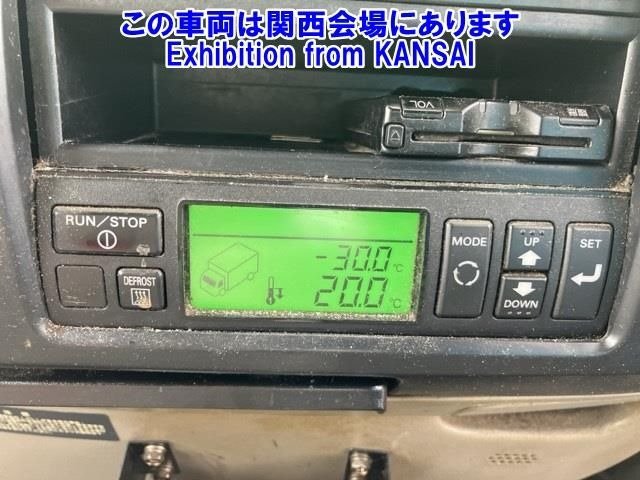 この車両は関西会場にあります
Exhibition from KANSAI
VOL
RUN/STOP
DEFROST
-30.0 °C
20.0 °C
MODE
UP
DOWN
SET